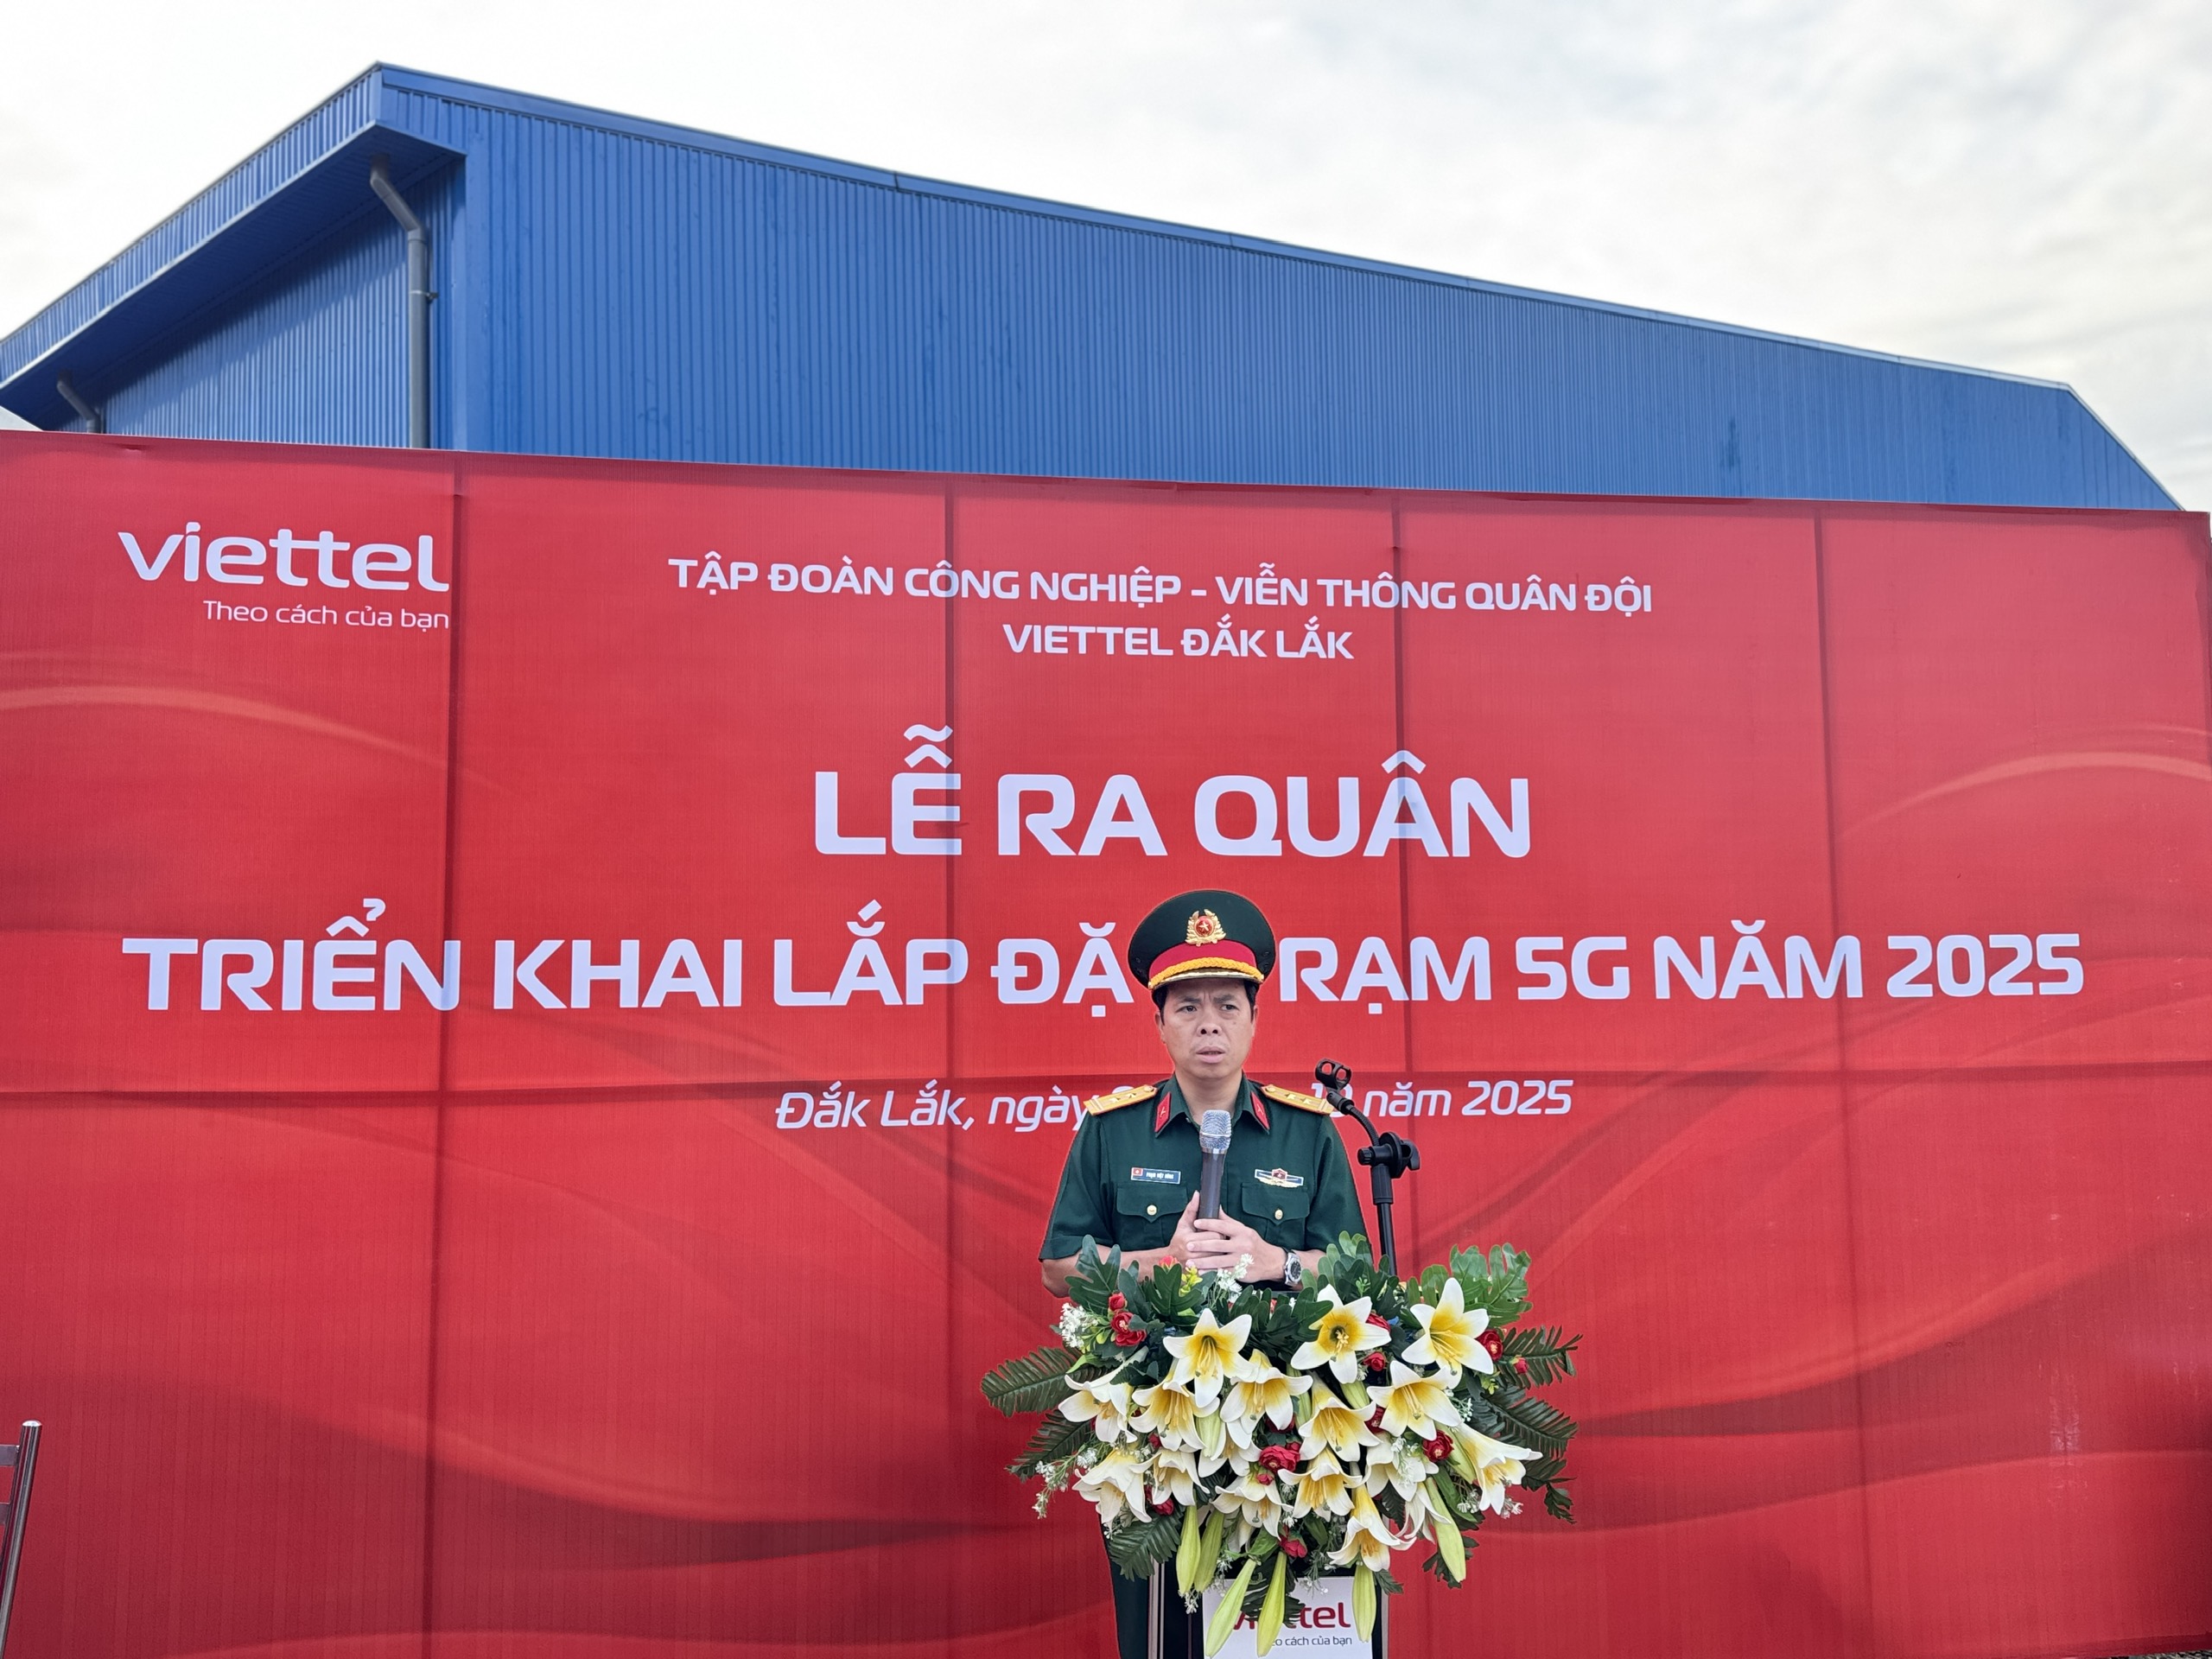 viettel
Theo cách của bạn
TẬP ĐOÀN CÔNG NGHIỆP - VIỄN THÔNG QUÂN ĐỘI
VIETTEL ĐẮK LẮK
LỄ RA QUÂN
TRIỂN KHAI LẮP ĐẶ RẠM 5G NĂM 2025
Đắk Lắk, ngày năm 2025
viettel
Theo cách của bạn